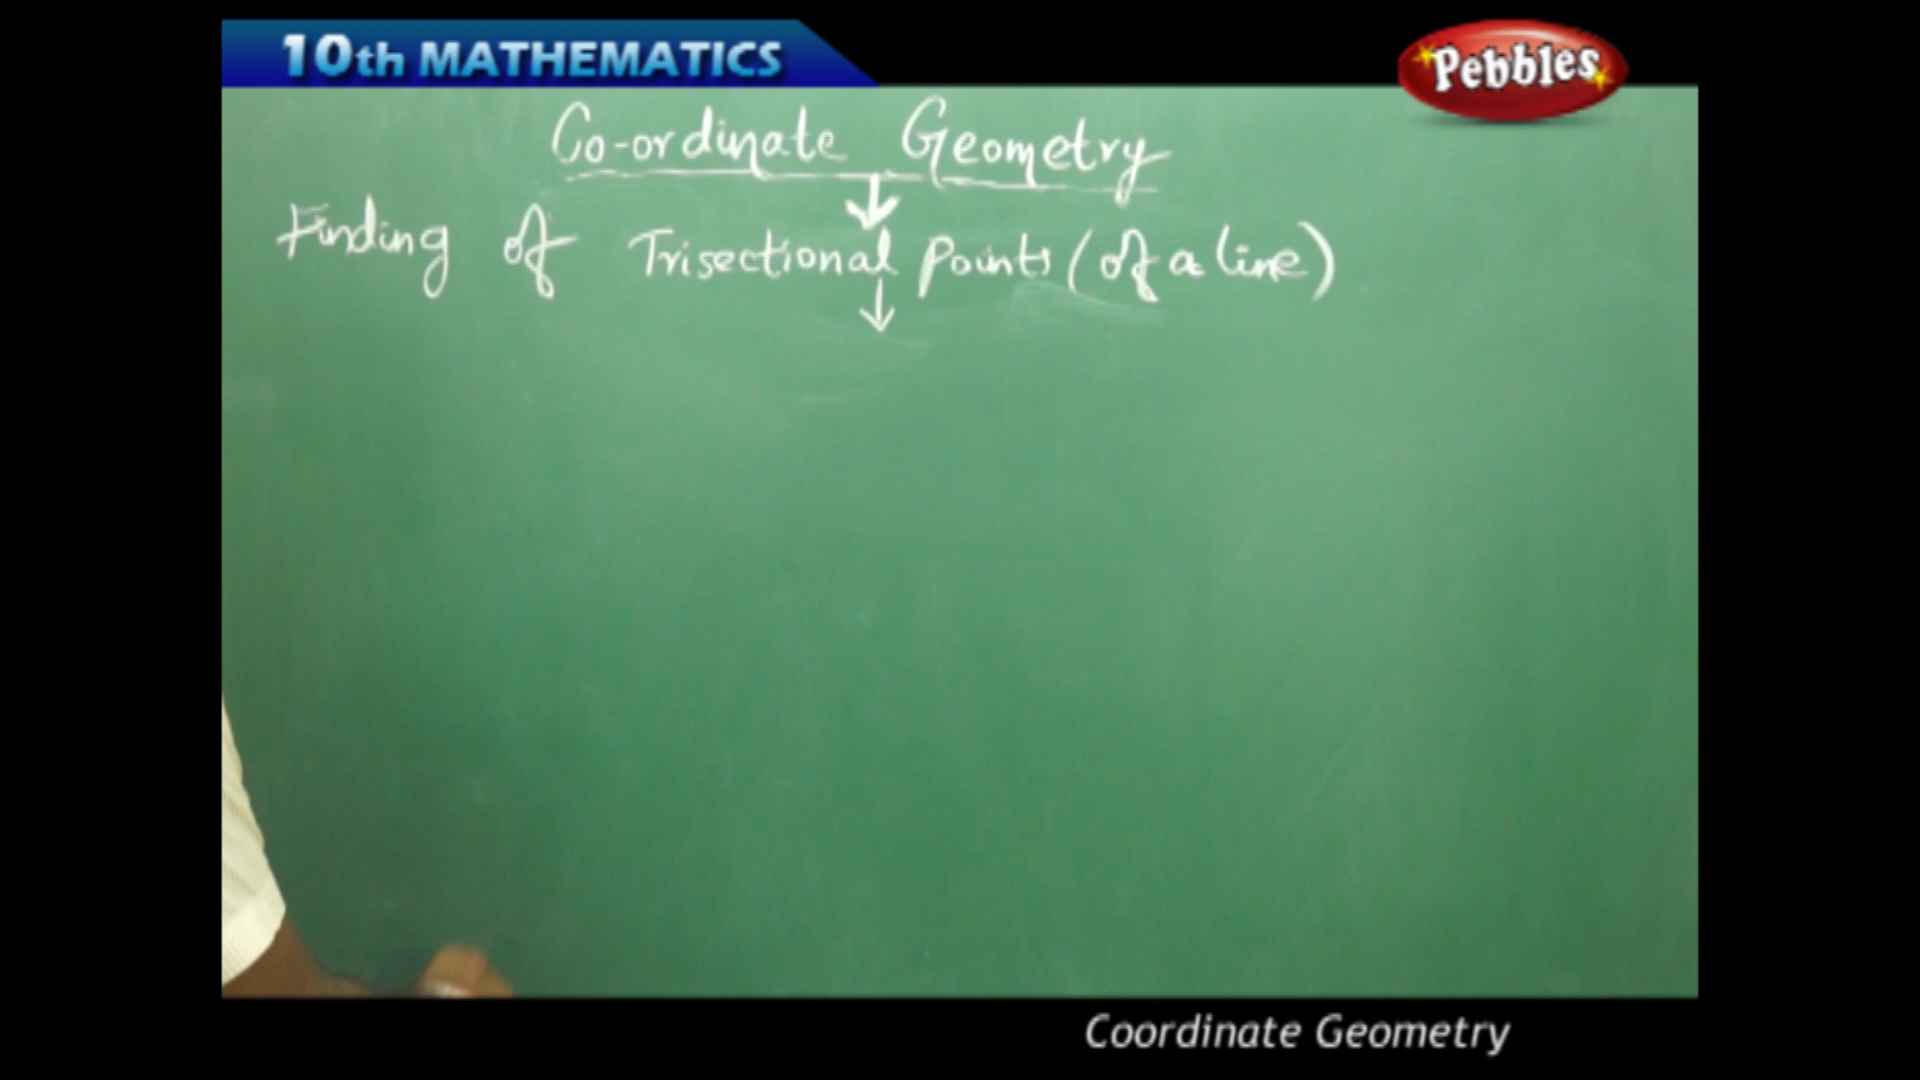 10th MATHEMATICS
Pebbles
Co-ordinate Geometry
Finding of Trisectional Points (of a line)
Coordinate Geometry